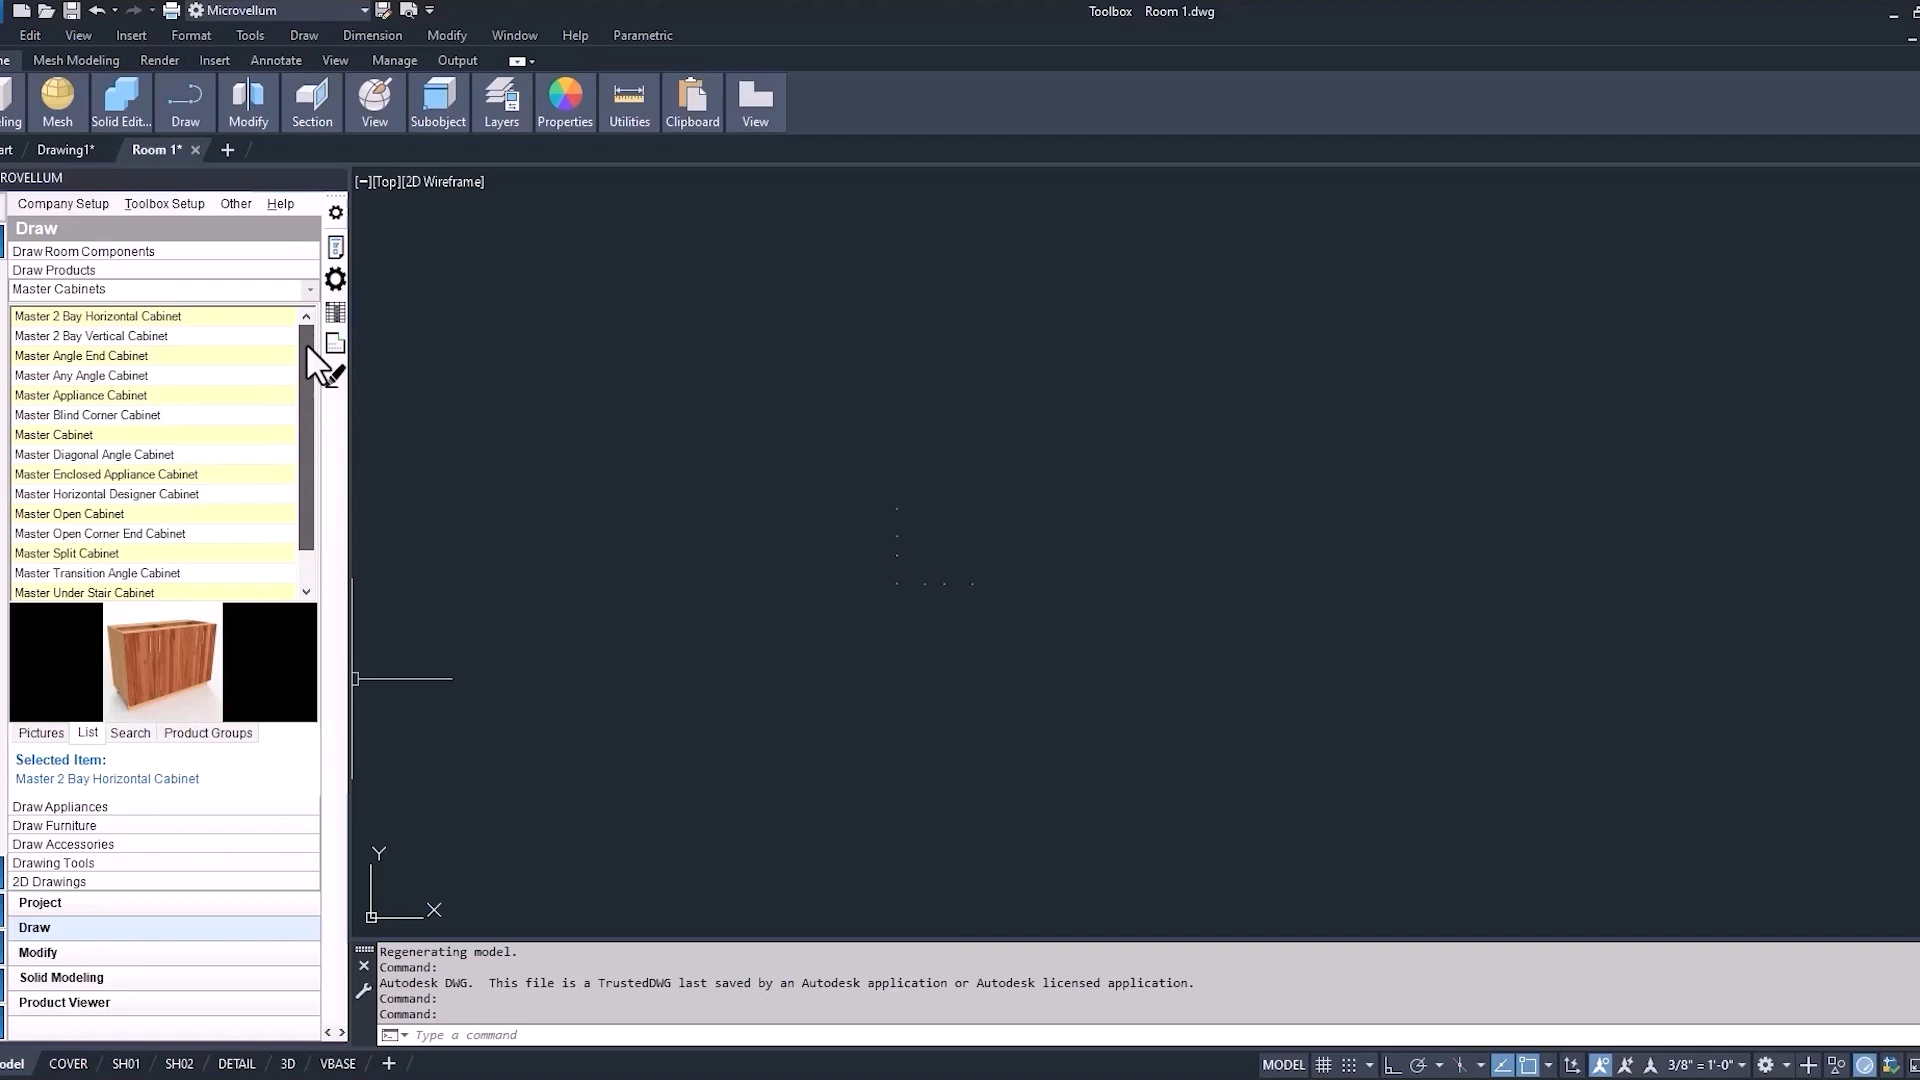 Microvellum
Toolbox Room 1.dwg
Edit View Insert Format Tools Draw Dimension Modify Window Help Parametric
Mesh Modeling Render Insert Annotate View Manage Output
Mesh Solid Edit... Draw Modify Section View Subobject Layers Properties Utilities Clipboard View
Drawing1* Room 1*
ROVELLUM
[−][Top][2D Wireframe]
Company Setup Toolbox Setup Other Help
Draw
Draw Room Components
Draw Products
Master Cabinets
Master 2 Bay Horizontal Cabinet
Master 2 Bay Vertical Cabinet
Master Angle End Cabinet
Master Any Angle Cabinet
Master Appliance Cabinet
Master Blind Corner Cabinet
Master Cabinet
Master Diagonal Angle Cabinet
Master Enclosed Appliance Cabinet
Master Horizontal Designer Cabinet
Master Open Cabinet
Master Open Corner End Cabinet
Master Split Cabinet
Master Transition Angle Cabinet
Master Under Stair Cabinet
Pictures List Search Product Groups
Selected Item:
Master 2 Bay Horizontal Cabinet
Draw Appliances
Draw Furniture
Draw Accessories
Drawing Tools
2D Drawings
Project
Draw
Modify
Solid Modeling
Product Viewer
Y
X
Regenerating model.
Command:
Autodesk DWG. This file is a TrustedDWG last saved by an Autodesk application or Autodesk licensed application.
Command:
Command:
Type a command
odel COVER SH01 SH02 DETAIL 3D VBASE
MODEL 3/8" = 1'-0"